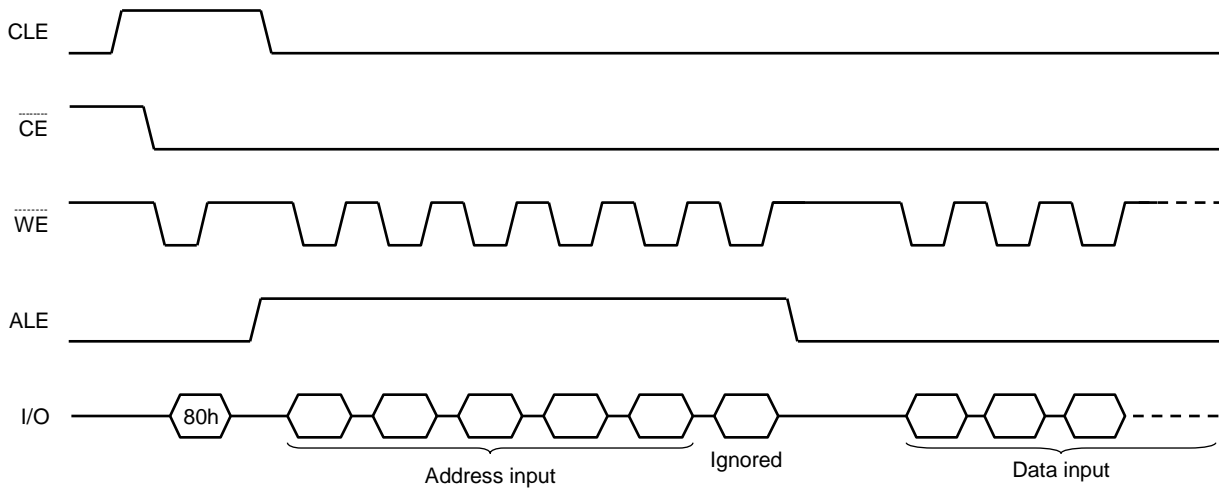 CLE
CE
WE
ALE
I/O
80h
Address input
Ignored
Data input